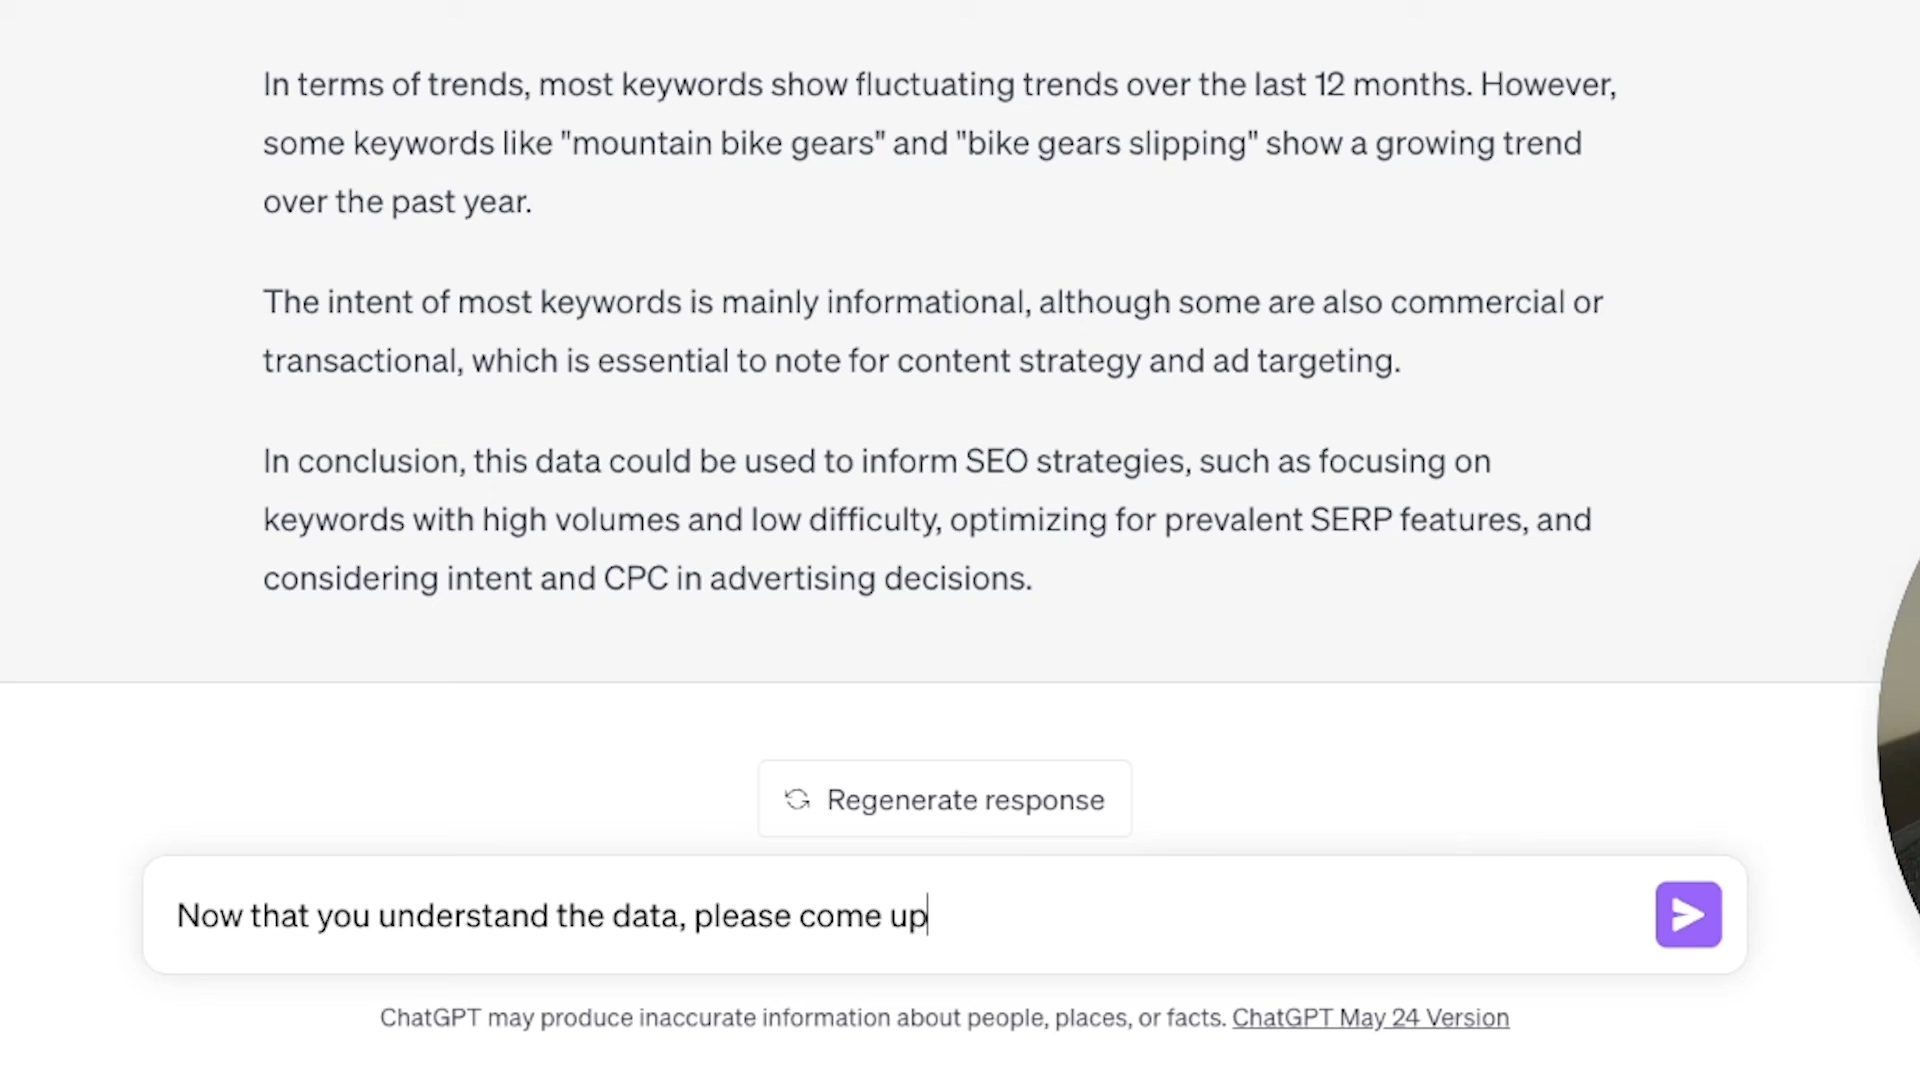 In terms of trends, most keywords show fluctuating trends over the last 12 months. However,
some keywords like "mountain bike gears" and "bike gears slipping" show a growing trend
over the past year.
The intent of most keywords is mainly informational, although some are also commercial or
transactional, which is essential to note for content strategy and ad targeting.
In conclusion, this data could be used to inform SEO strategies, such as focusing on
keywords with high volumes and low difficulty, optimizing for prevalent SERP features, and
considering intent and CPC in advertising decisions.
Regenerate response
Now that you understand the data, please come up
ChatGPT may produce inaccurate information about people, places, or facts. ChatGPT May 24 Version